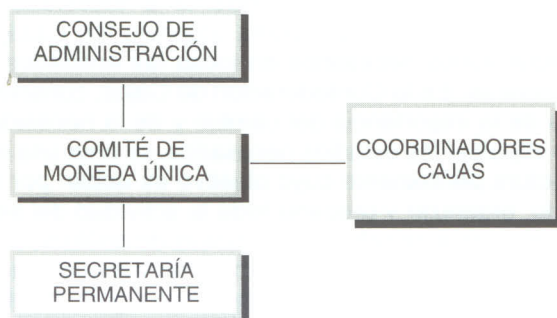 CONSEJO DE
ADMINISTRACIÓN
COMITÉ DE
MONEDA ÚNICA
COORDINADORES
CAJAS
SECRETARÍA
PERMANENTE